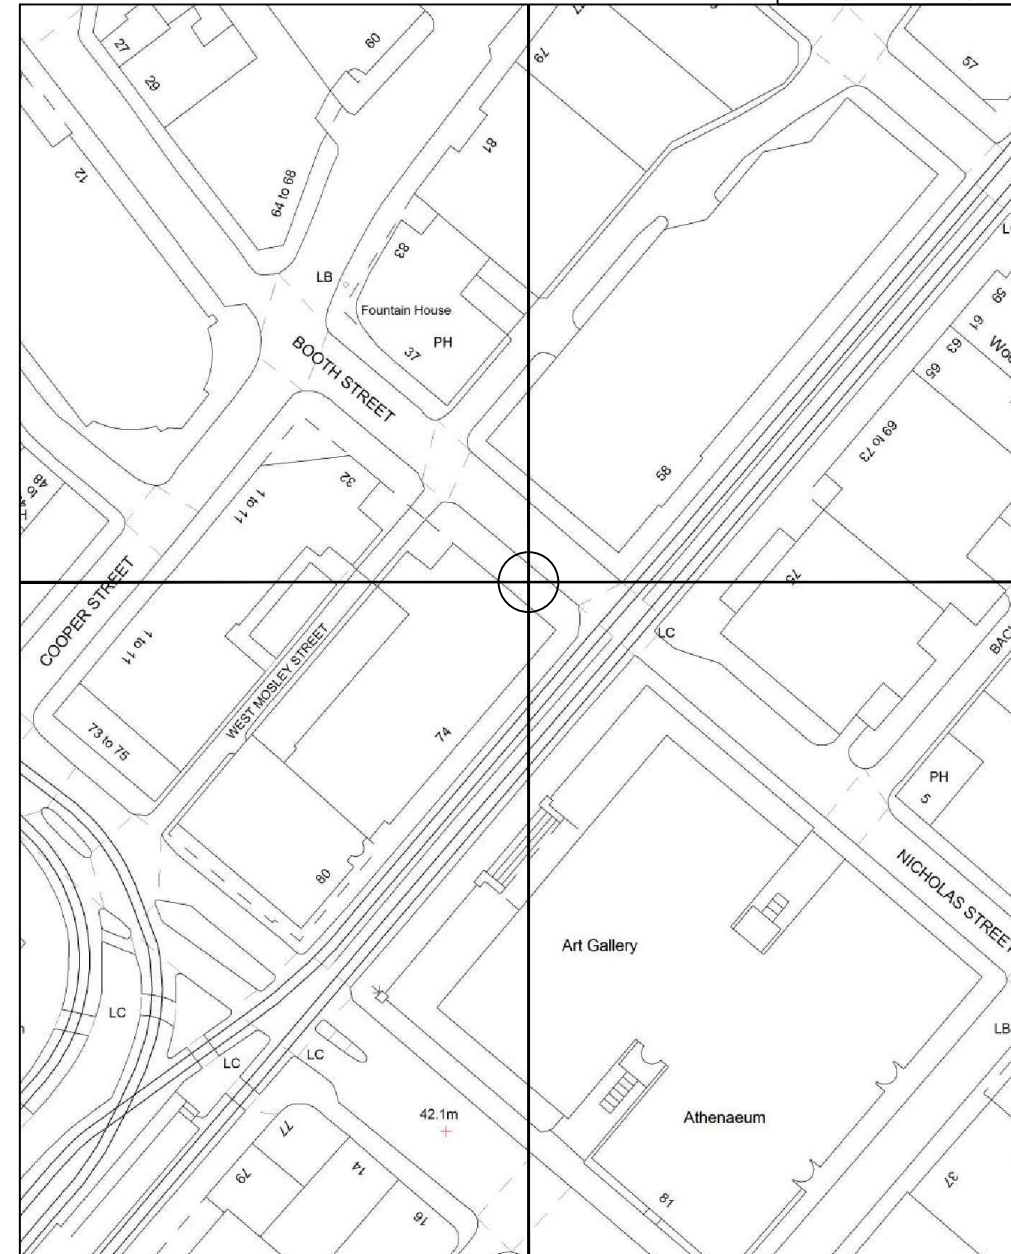 27
29
60
79
57
12
64 to 68
81
83
LB
Fountain House
PH
37
BOOTH STREET
59
61
63
65
69 to 73
1 to 11
32
89
75
COOPER STREET
1 to 11
73 to 75
WEST MOSLEY STREET
74
80
LC
PH
5
NICHOLAS STREET
Art Gallery
LC
LC
LC
LB
42.1m
Athenaeum
77
79
14
16
81
37